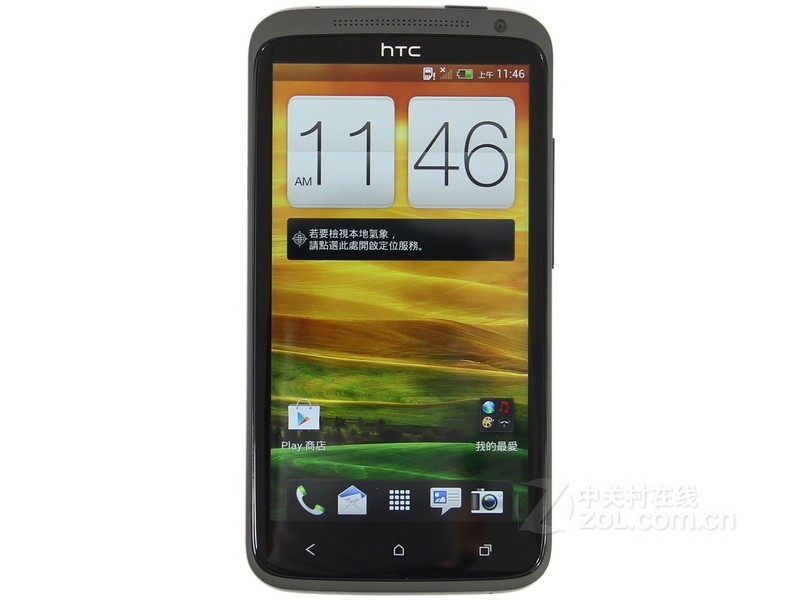 hTC
上午 11:46
AM 11 46
若要檢視本地氣象，
請點選此處開啟定位服務。
Play 商店
我的最愛
Z 中关村在线
ZOL.com.cn